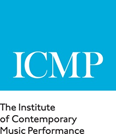 ICMP
The Institute
of Contemporary
Music Performance